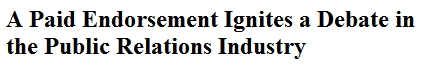 A Paid Endorsement Ignites a Debate in
the Public Relations Industry